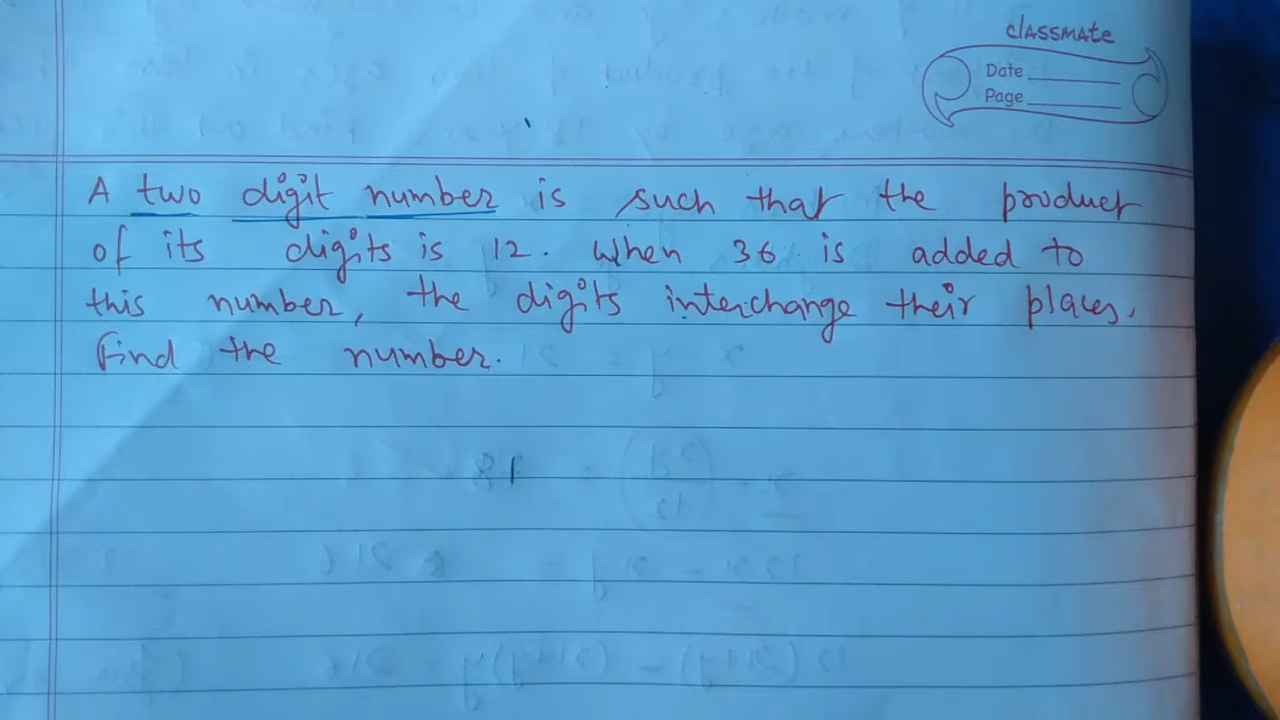 classmate
Date
Page
A two digit number is such that the product
of its digits is 12. When 36 is added to
this number, the digits interchange their places.
Find the number.